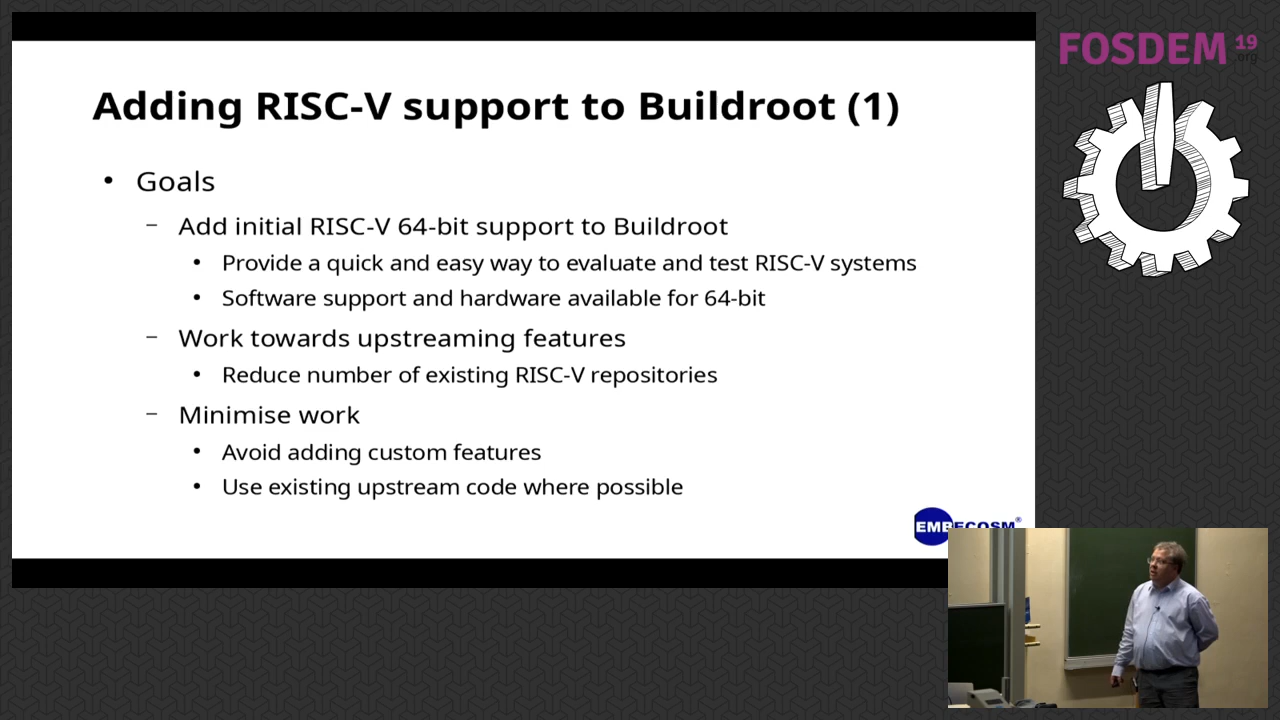 Adding RISC-V support to Buildroot (1)
• Goals
– Add initial RISC-V 64-bit support to Buildroot
• Provide a quick and easy way to evaluate and test RISC-V systems
• Software support and hardware available for 64-bit
– Work towards upstreaming features
• Reduce number of existing RISC-V repositories
– Minimise work
• Avoid adding custom features
• Use existing upstream code where possible
EMBECOSM®
FOSDEM 19
.org